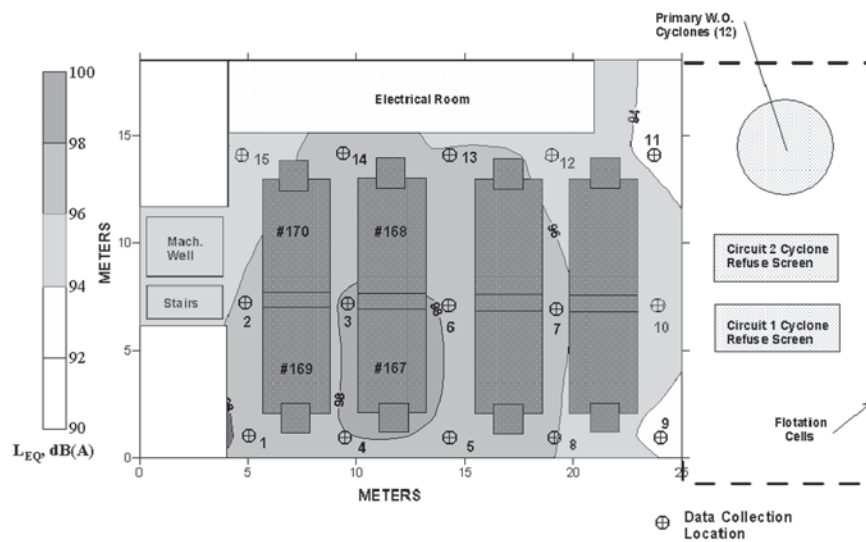 Primary W.O.
Cyclones (12)
100
98
96
94
92
90
L_EQ, dB(A)
METERS
15
10
5
0
Electrical Room
94
11
15
14
13
12
#170
#168
96
Mach.
Well
Stairs
2
3
98
6
7
10
#169
#167
98
1
4
5
8
9
0
5
10
15
20
25
METERS
Circuit 2 Cyclone
Refuse Screen
Circuit 1 Cyclone
Refuse Screen
Flotation
Cells
Data Collection
Location